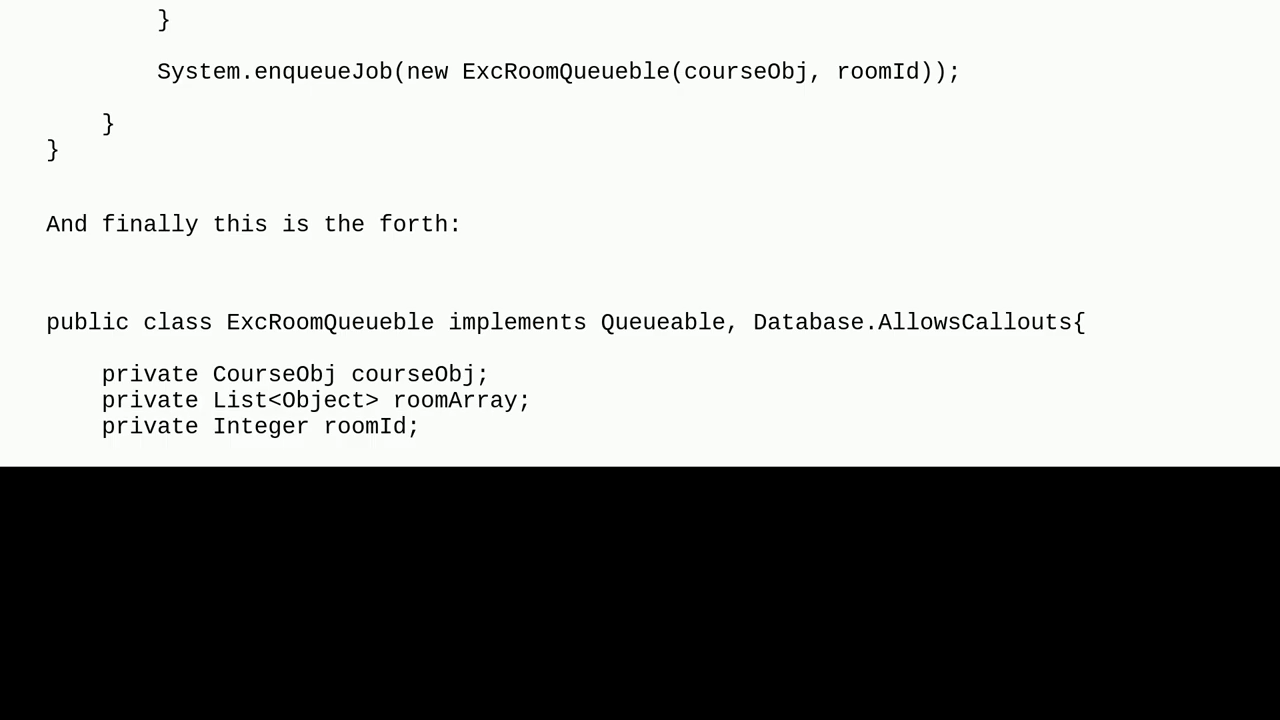 }
System.enqueueJob(new ExcRoomQueueble(courseObj, roomId));
}
}
And finally this is the forth:
public class ExcRoomQueueble implements Queueable, Database.AllowsCallouts{
private CourseObj courseObj;
private List<Object> roomArray;
private Integer roomId;